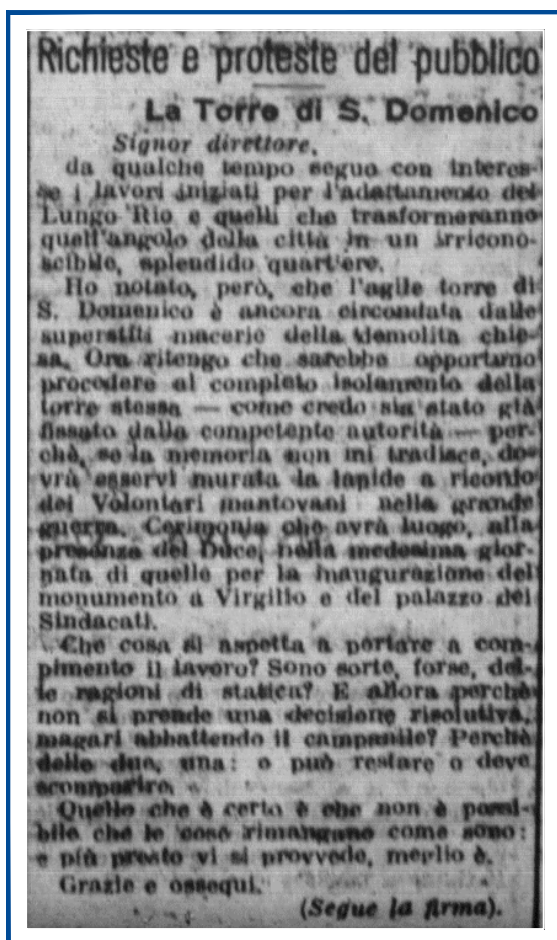 Richieste e proteste del pubblico
La Torre di S. Domenico
Signor direttore,
da qualche tempo seguo con interes-
se i lavori iniziati per l'adattamento del
Lungo Rio e quelli che trasformeranno
quell'angolo della città in un irricono-
scibile, splendido quartiere.
Ho notato, però, che l'agile torre di
S. Domenico è ancora circondata dalle
superstiti macerie della demolita chie-
sa. Ora ritengo che sarebbe opportuno
procedere al completo isolamento della
torre stessa — come credo sia stato già
fissato dalla competente autorità — per-
chè, se la memoria non mi tradisce, do-
vrà esservi murata la lapide a ricordo
dei Volontari mantovani nella grande
guerra. Cerimonia che avrà luogo, alla
presenza del Duce, nella medesima gior-
nata di quelle per la inaugurazione del
monumento a Virgilio e del palazzo dei
Sindacati.
Che cosa si aspetta a portare a com-
pimento il lavoro? Sono sorte, forse, del-
le ragioni di statica? E allora perchè
non si prende una decisione risolutiva,
magari abbattendo il campanile? Perchè
delle due, una: o può restare o deve
scomparire.
Quello che è certo è che non è possi-
bile che le cose rimangano come sono:
e più presto vi si provvede, meglio è.
Grazie e ossequi.
(Segue la firma).